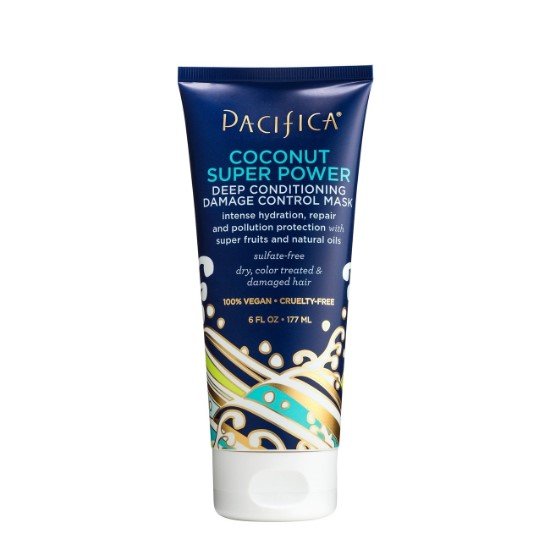 PACIFICA®
COCONUT
SUPER POWER
DEEP CONDITIONING
DAMAGE CONTROL MASK
intense hydration, repair
and pollution protection with
super fruits and natural oils
sulfate-free
dry, color treated &
damaged hair
100% VEGAN • CRUELTY-FREE
6 FL OZ • 177 ML